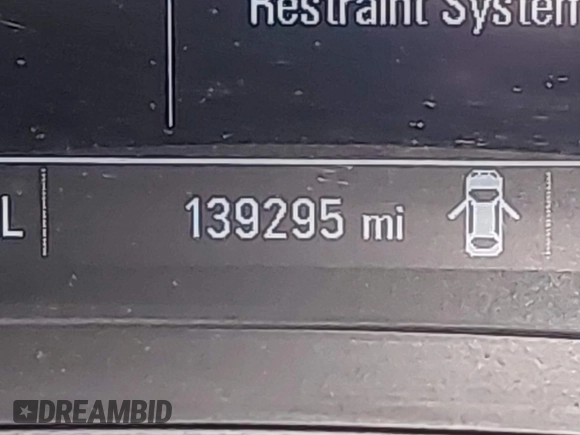 Restraint System
L 139295 mi
DREAMBID